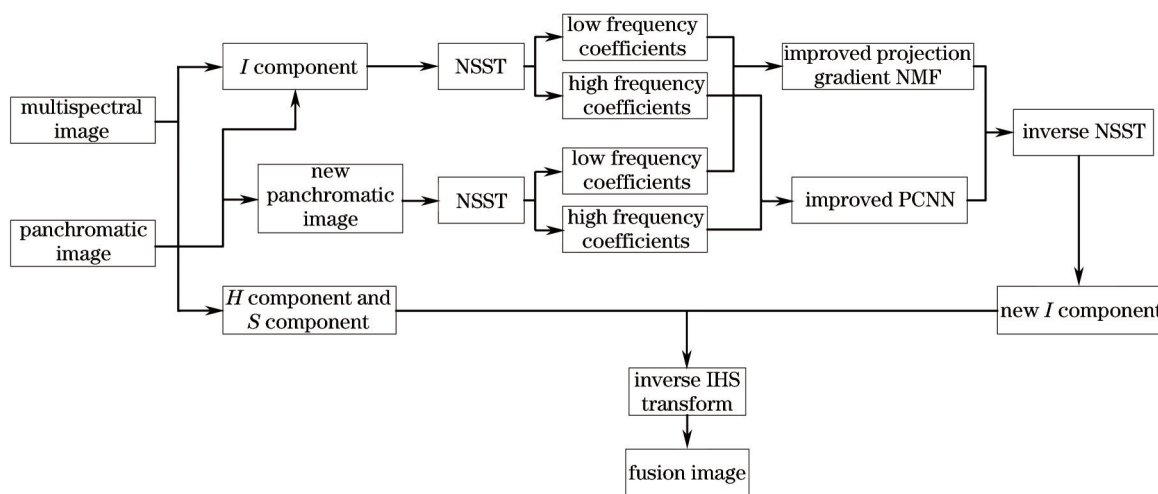 multispectral
image
panchromatic
image
I component
new
panchromatic
image
H component and
S component
NSST
NSST
low frequency
coefficients
high frequency
coefficients
low frequency
coefficients
high frequency
coefficients
improved projection
gradient NMF
improved PCNN
inverse NSST
new I component
inverse IHS
transform
fusion image